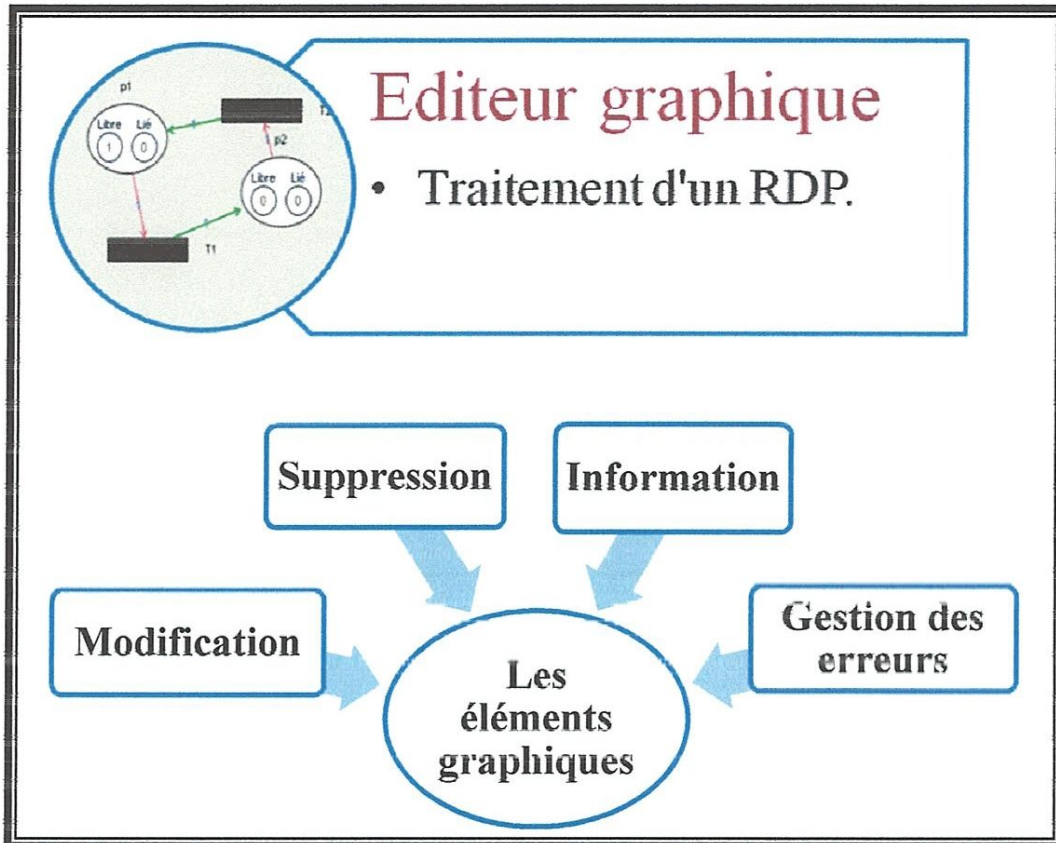 p1
Libre Lié
1 0
T2
p2
Libre Lié
0 0
T1
Editeur graphique
• Traitement d'un RDP.
Suppression
Information
Modification
Gestion des
erreurs
Les
éléments
graphiques